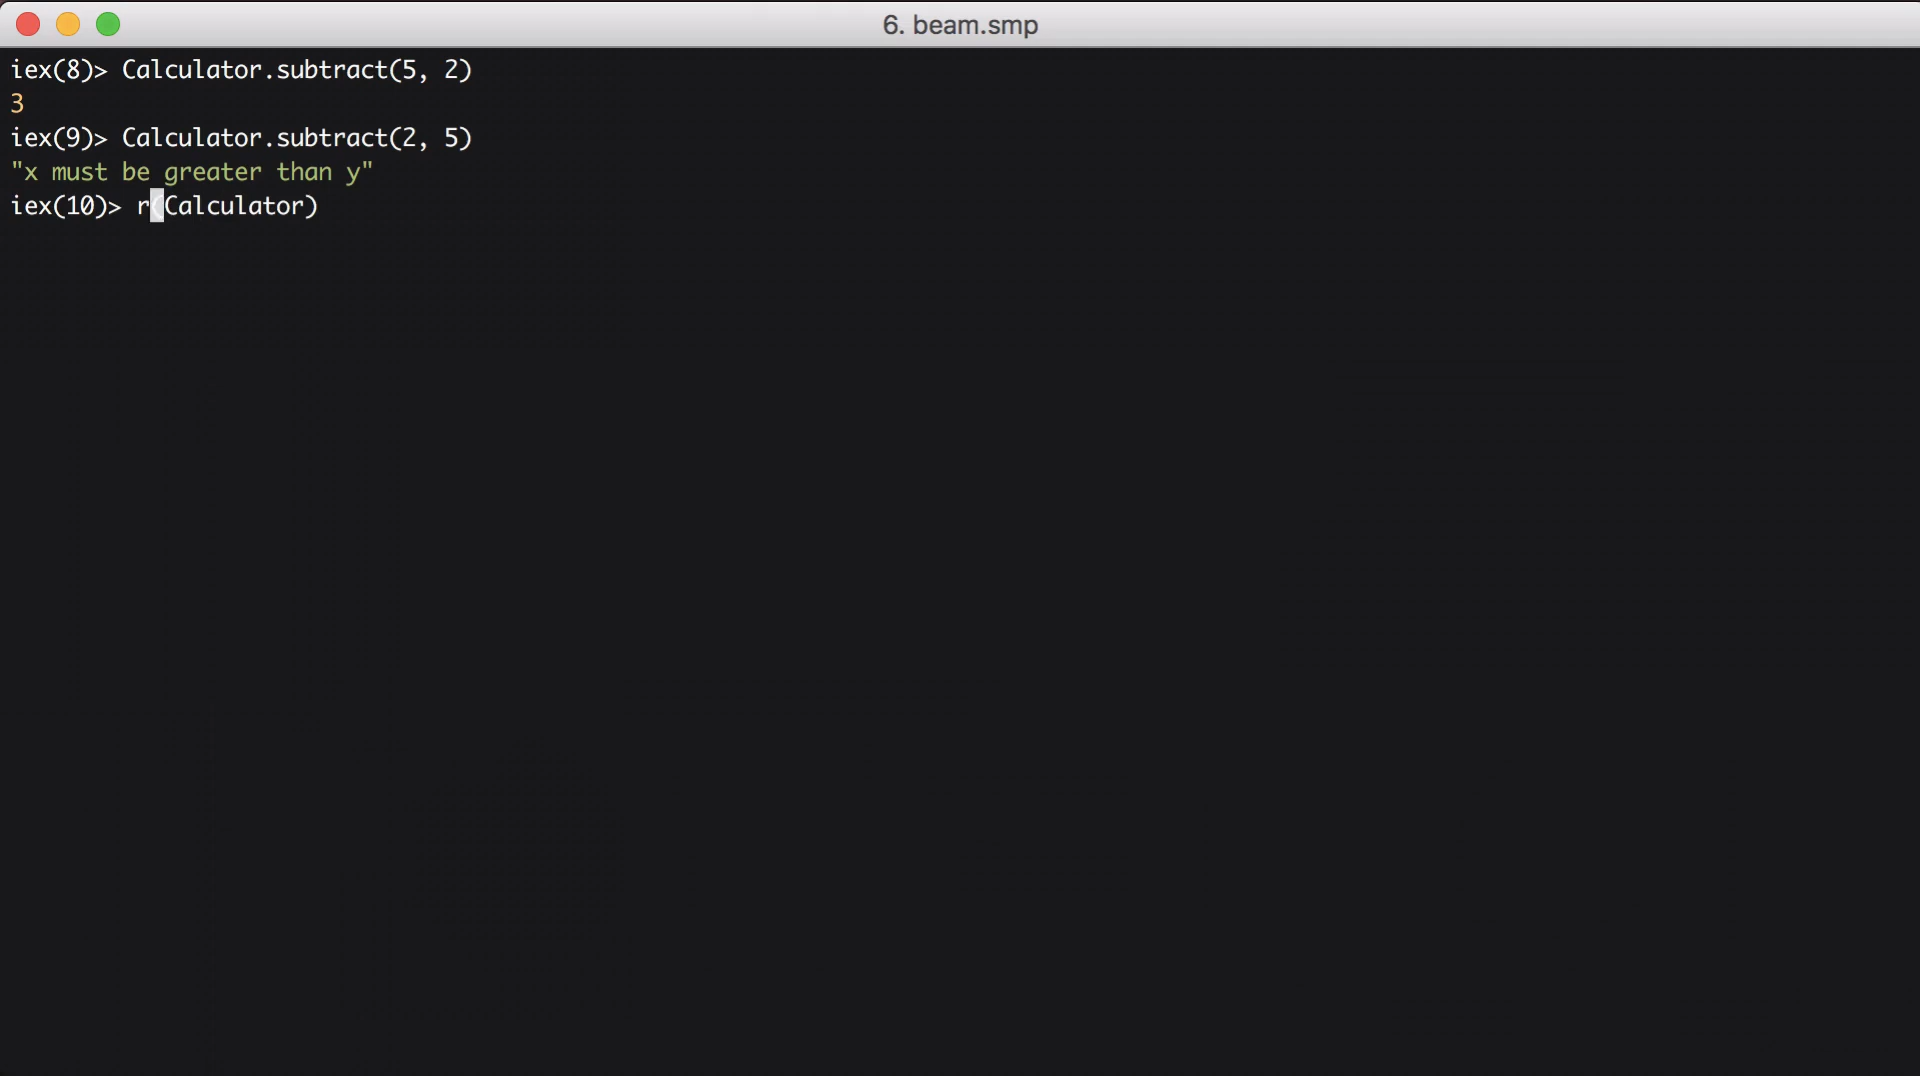 6. beam.smp
iex(8)> Calculator.subtract(5, 2)
3
iex(9)> Calculator.subtract(2, 5)
"x must be greater than y"
iex(10)> r(Calculator)